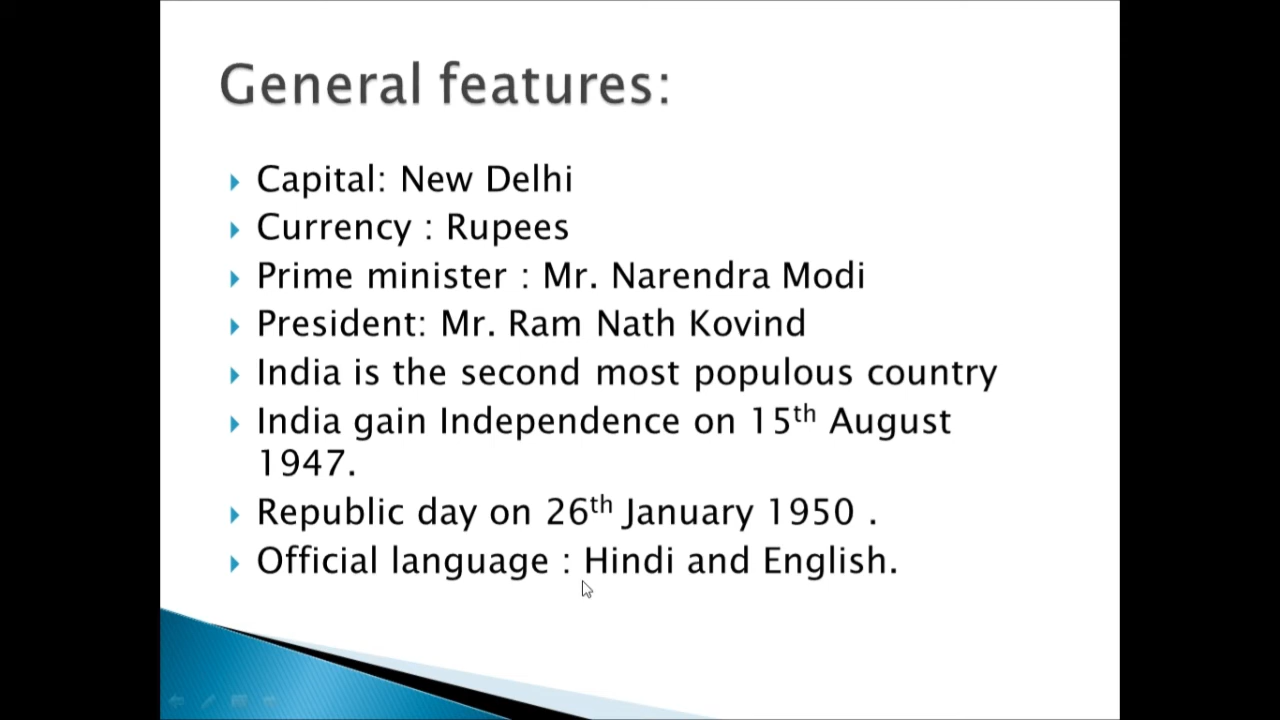 General features:
Capital: New Delhi
Currency : Rupees
Prime minister : Mr. Narendra Modi
President: Mr. Ram Nath Kovind
India is the second most populous country
India gain Independence on 15th August
1947.
Republic day on 26th January 1950 .
Official language : Hindi and English.